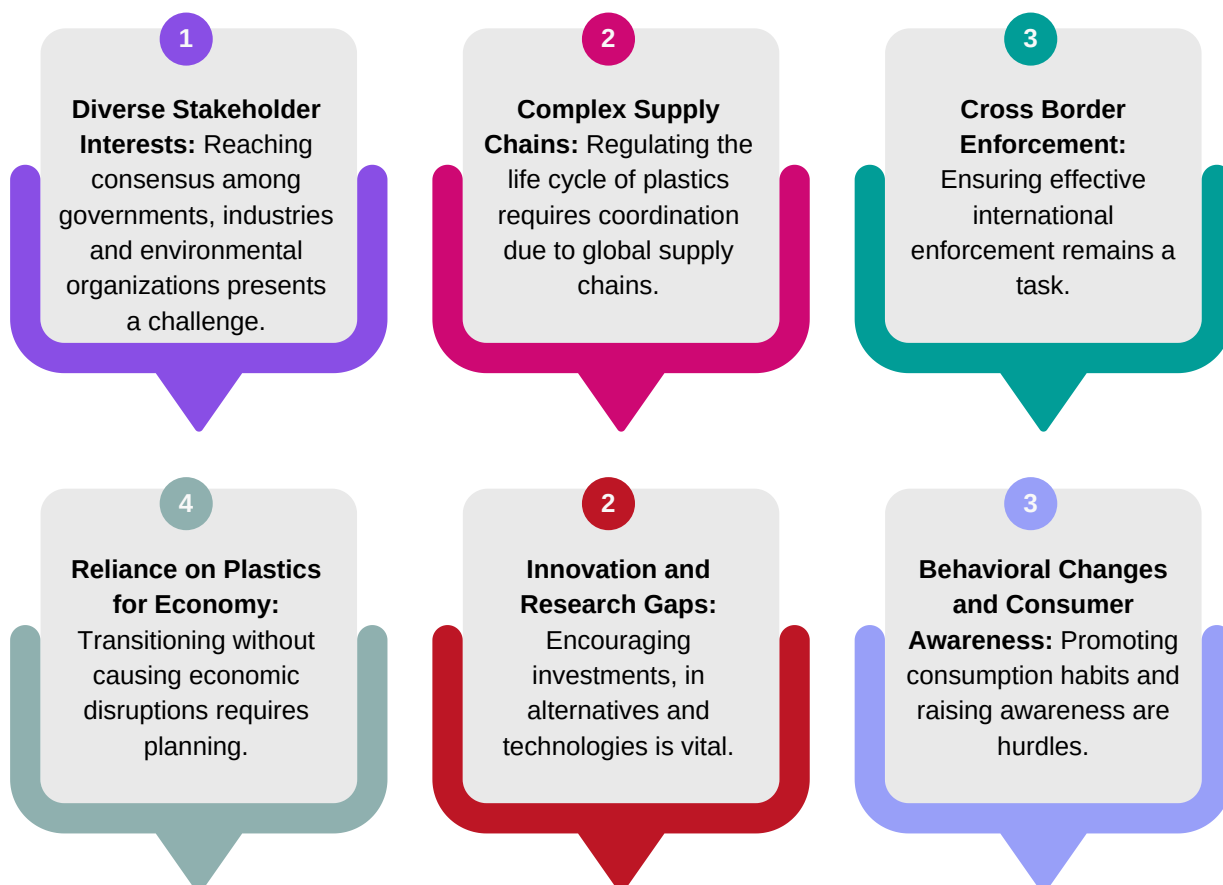 1
Diverse Stakeholder
Interests: Reaching
consensus among
governments, industries
and environmental
organizations presents
a challenge.
2
Complex Supply
Chains: Regulating the
life cycle of plastics
requires coordination
due to global supply
chains.
3
Cross Border
Enforcement:
Ensuring effective
international
enforcement remains a
task.
4
Reliance on Plastics
for Economy:
Transitioning without
causing economic
disruptions requires
planning.
2
Innovation and
Research Gaps:
Encouraging
investments, in
alternatives and
technologies is vital.
3
Behavioral Changes
and Consumer
Awareness: Promoting
consumption habits and
raising awareness are
hurdles.